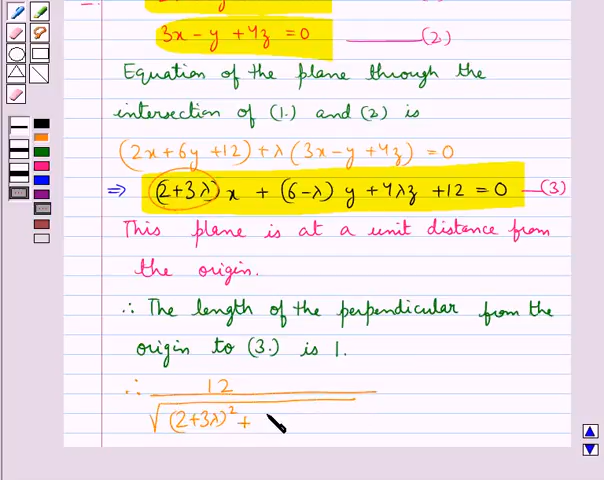 3x - y + 4z = 0 ———(2)
Equation of the plane through the
intersection of (1.) and (2) is
(2x + 6y + 12) + λ (3x - y + 4z) = 0
⇒ (2+3λ) x + (6-λ) y + 4λz + 12 = 0 —(3)
This plane is at a unit distance from
the origin.
∴ The length of the perpendicular from the
origin to (3.) is 1.
∴ 12
√(2+3λ)² +